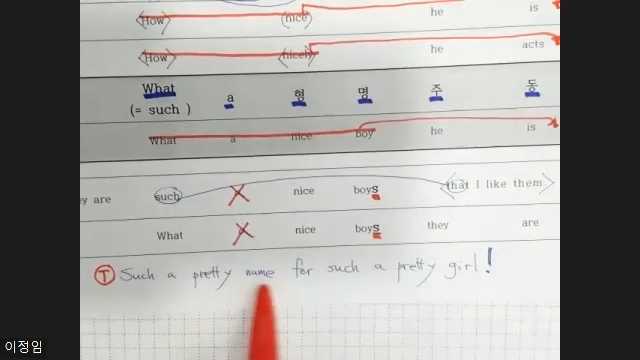 How nice he is
How nicely he acts
What a 형 명 주 동
(= such )
What a nice boy he is
ey are such a nice boys that I like them
What a nice boys they are
T Such a pretty name for such a pretty girl!
이정임